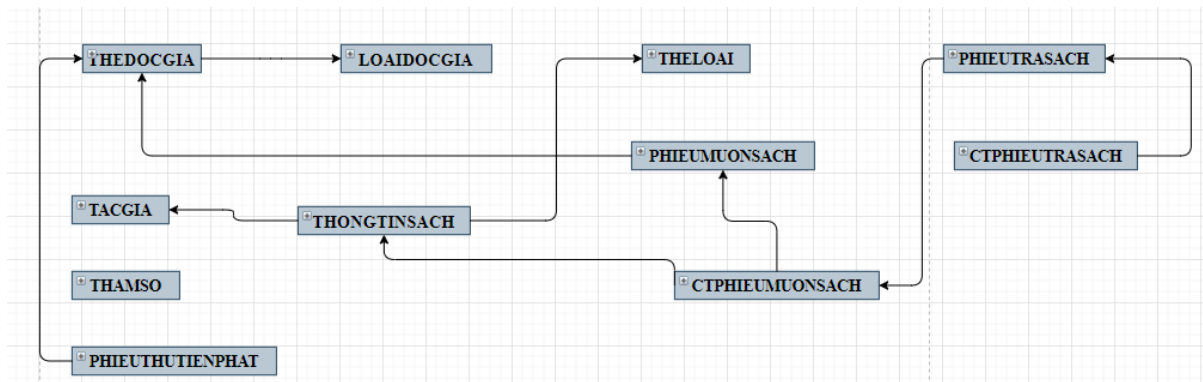 THEDOCGIA
LOAIDOCGIA
THELOAI
PHIEUTRASACH
PHIEUMUONSACH
CTPHIEUTRASACH
TACGIA
THONGTINSACH
THAMSO
CTPHIEUMUONSACH
PHIEUTHUTIENPHAT